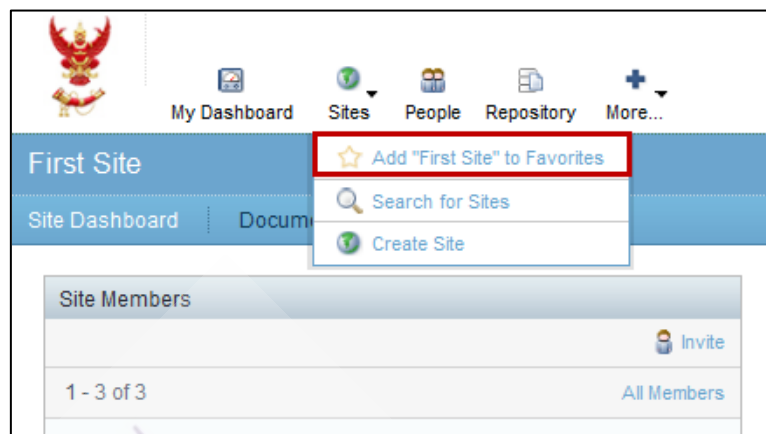 My Dashboard Sites People Repository More...
First Site
Add "First Site" to Favorites
Search for Sites
Site Dashboard Docum
Create Site
Site Members
Invite
1 - 3 of 3 All Members